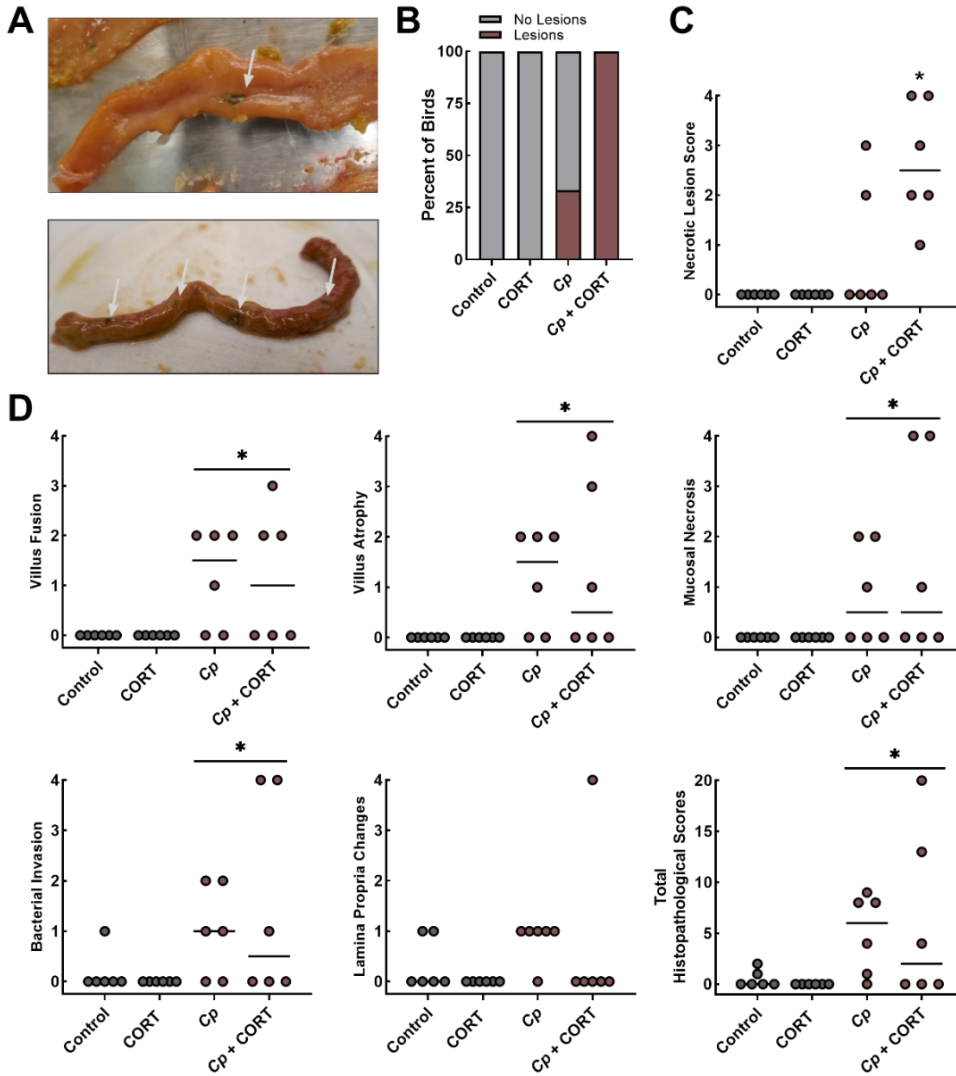 A
B
No Lesions
Lesions
Percent of Birds
100
75
50
25
0
Control
CORT
Cp
Cp + CORT
C
*
Necrotic Lesion Score
4
3
2
1
0
Control
CORT
Cp
Cp + CORT
D
*
Villus Fusion
4
3
2
1
0
Control
CORT
Cp
Cp + CORT
*
Villus Atrophy
4
3
2
1
0
Control
CORT
Cp
Cp + CORT
*
Mucosal Necrosis
4
3
2
1
0
Control
CORT
Cp
Cp + CORT
*
Bacterial Invasion
4
3
2
1
0
Control
CORT
Cp
Cp + CORT
Lamina Propria Changes
4
3
2
1
0
Control
CORT
Cp
Cp + CORT
*
Total
Histopathological Scores
20
15
10
5
0
Control
CORT
Cp
Cp + CORT